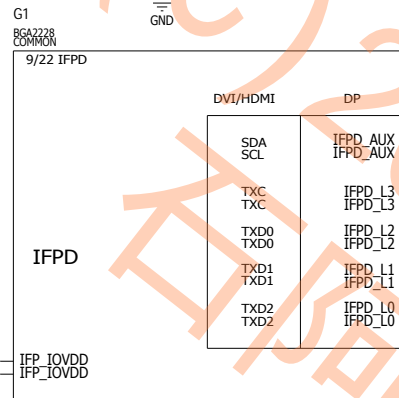 G1
GND
BGA2228
COMMON
9/22 IFPD
DVI/HDMI DP
SDA IFPD_AUX
SCL IFPD_AUX
TXC IFPD_L3
TXC IFPD_L3
TXD0 IFPD_L2
TXD0 IFPD_L2
IFPD
TXD1 IFPD_L1
TXD1 IFPD_L1
TXD2 IFPD_L0
TXD2 IFPD_L0
IFP_IOVDD
IFP_IOVDD